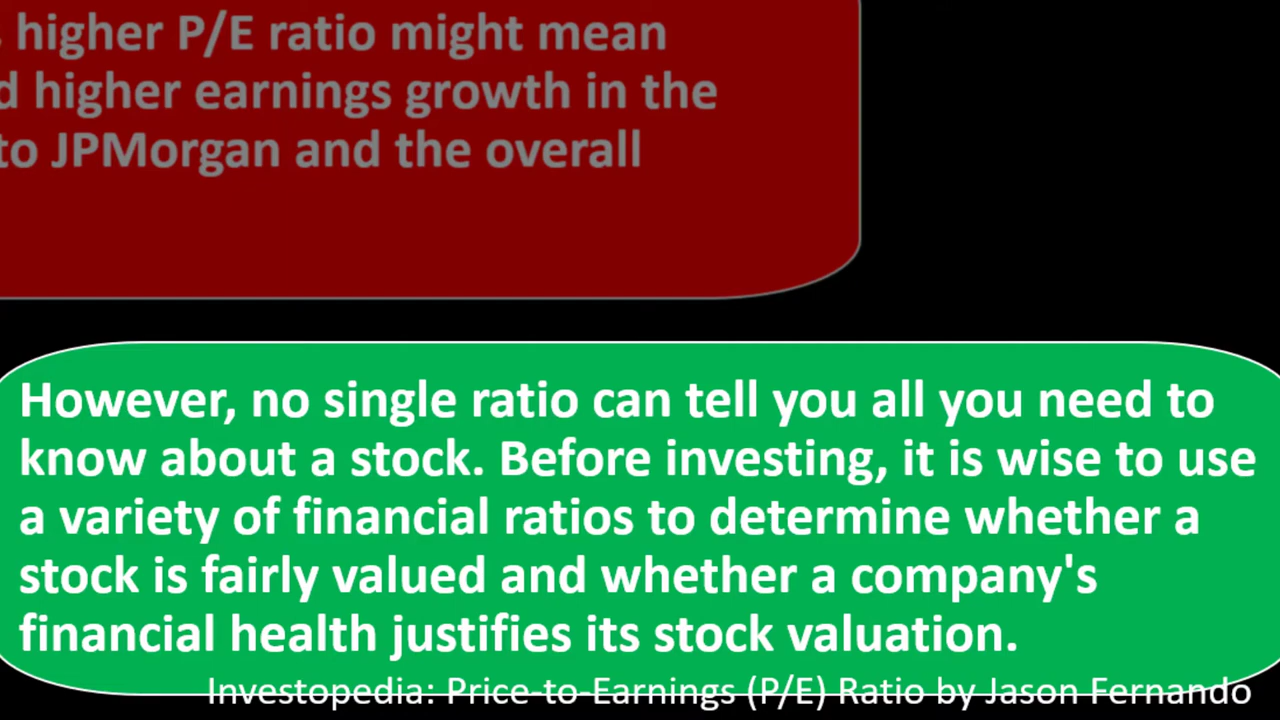 higher P/E ratio might mean
higher earnings growth in the
to JPMorgan and the overall
However, no single ratio can tell you all you need to
know about a stock. Before investing, it is wise to use
a variety of financial ratios to determine whether a
stock is fairly valued and whether a company's
financial health justifies its stock valuation.
Investopedia: Price-to-Earnings (P/E) Ratio by Jason Fernando